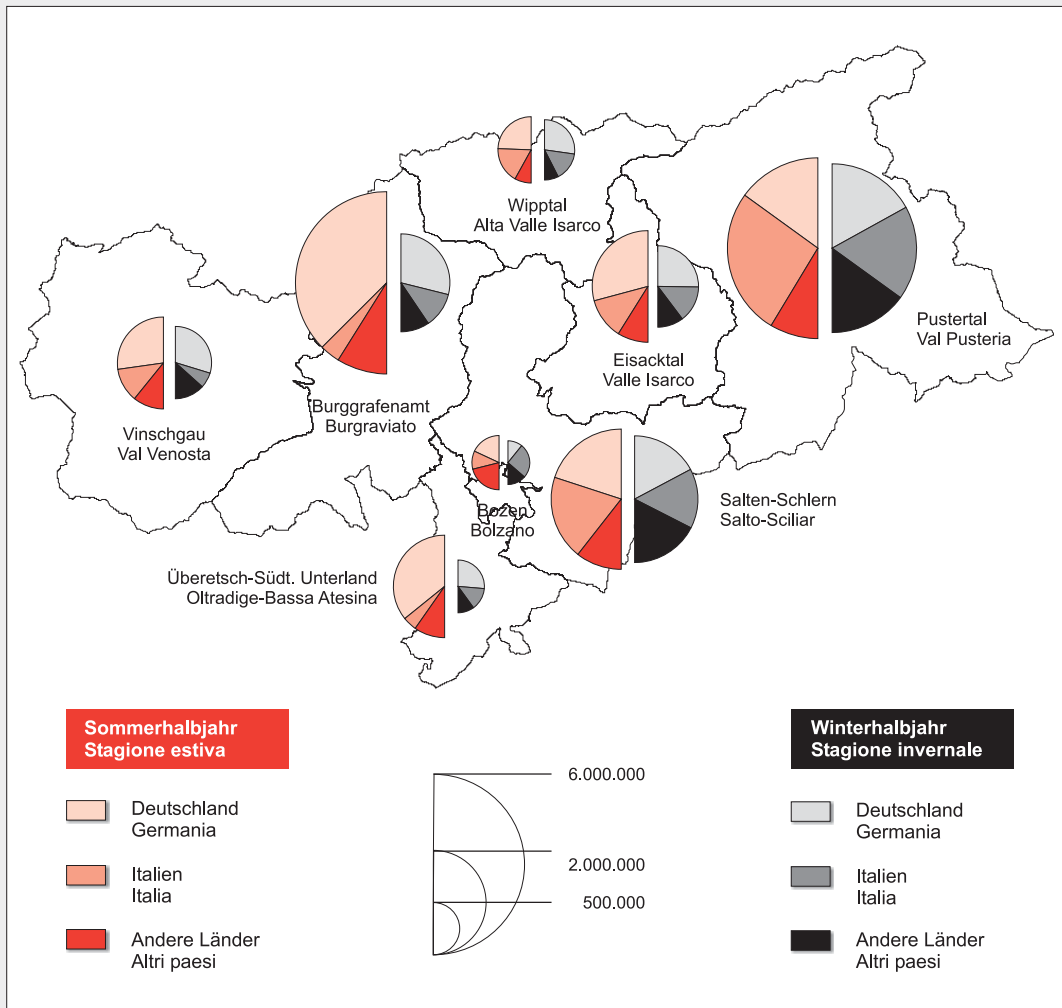 Wipptal
Alta Valle Isarco
Pustertal
Val Pusteria
Eisacktal
Valle Isarco
Burggrafenamt
Burgraviato
Vinschgau
Val Venosta
Bozen
Bolzano
Salten-Schlern
Salto-Sciliar
Überetsch-Südt. Unterland
Oltradige-Bassa Atesina
Sommerhalbjahr
Stagione estiva
Deutschland
Germania
Italien
Italia
Andere Länder
Altri paesi
6.000.000
2.000.000
500.000
Winterhalbjahr
Stagione invernale
Deutschland
Germania
Italien
Italia
Andere Länder
Altri paesi